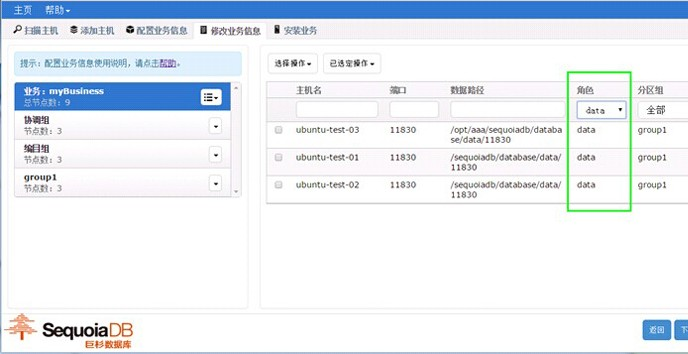 主页 帮助
扫描主机 添加主机 配置业务信息 修改业务信息 安装业务
提示：配置业务信息使用说明，请点击帮助。
业务：myBusiness
总节点数：9
协调组
节点数：3
编目组
节点数：3
group1
节点数：3
选择操作 已选定操作
主机名 端口 数据路径 角色 分区组
data 全部
ubuntu-test-03 11830 /opt/aaa/sequoiadb/databa data group1
se/data/11830
ubuntu-test-01 11830 /sequoiadb/database/data/ data group1
11830
ubuntu-test-02 11830 /sequoiadb/database/data/ data group1
11830
SequoiaDB
巨杉数据库
返回 下